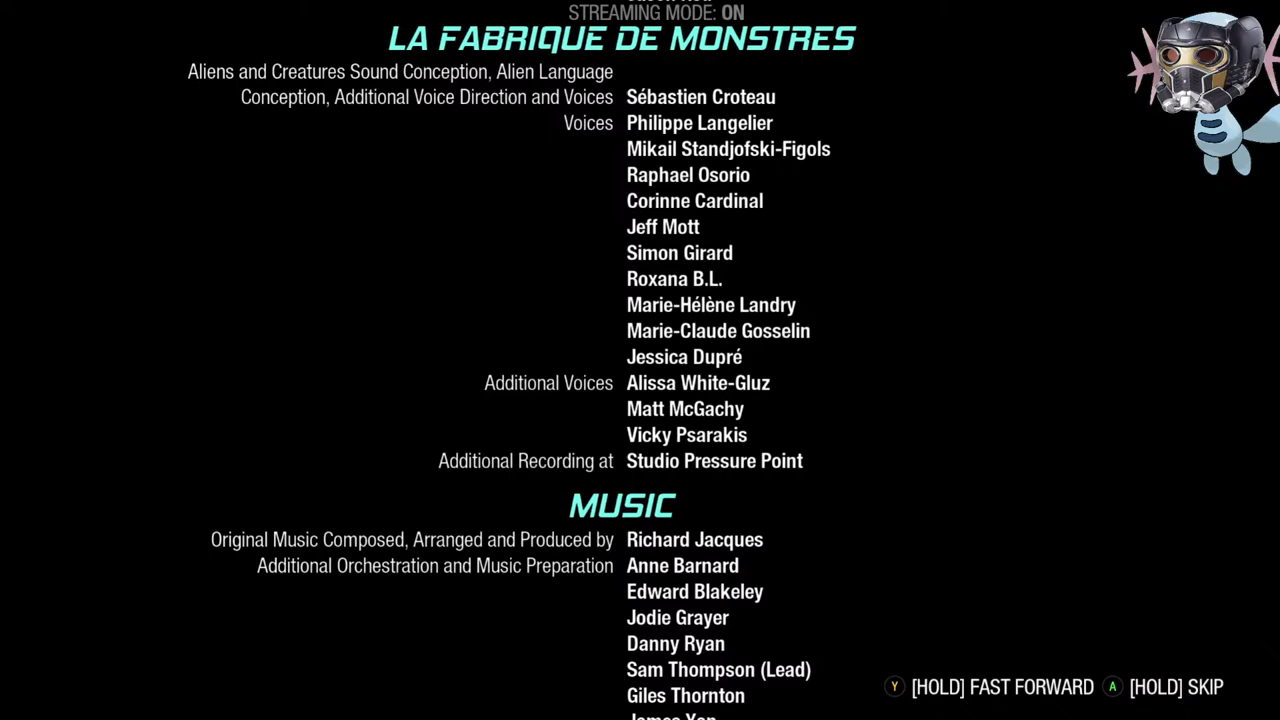 STREAMING MODE: ON
LA FABRIQUE DE MONSTRES
Aliens and Creatures Sound Conception, Alien Language
Conception, Additional Voice Direction and Voices Sébastien Croteau
Voices Philippe Langelier
Mikail Standjofski-Figols
Raphael Osorio
Corinne Cardinal
Jeff Mott
Simon Girard
Roxana B.L.
Marie-Hélène Landry
Marie-Claude Gosselin
Jessica Dupré
Additional Voices Alissa White-Gluz
Matt McGachy
Vicky Psarakis
Additional Recording at Studio Pressure Point
MUSIC
Original Music Composed, Arranged and Produced by Richard Jacques
Additional Orchestration and Music Preparation Anne Barnard
Edward Blakeley
Jodie Grayer
Danny Ryan
Sam Thompson (Lead)
Giles Thornton
Y [HOLD] FAST FORWARD A [HOLD] SKIP